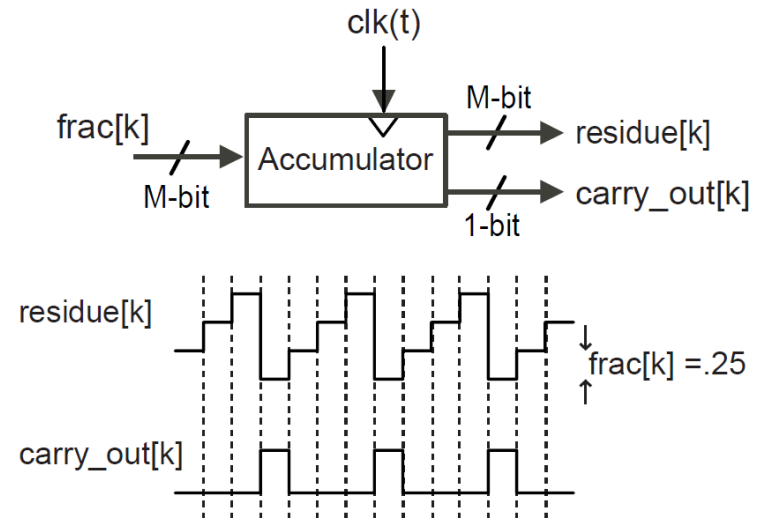 clk(t)
frac[k]
M-bit
Accumulator
M-bit
residue[k]
1-bit
carry_out[k]
residue[k]
frac[k] =.25
carry_out[k]